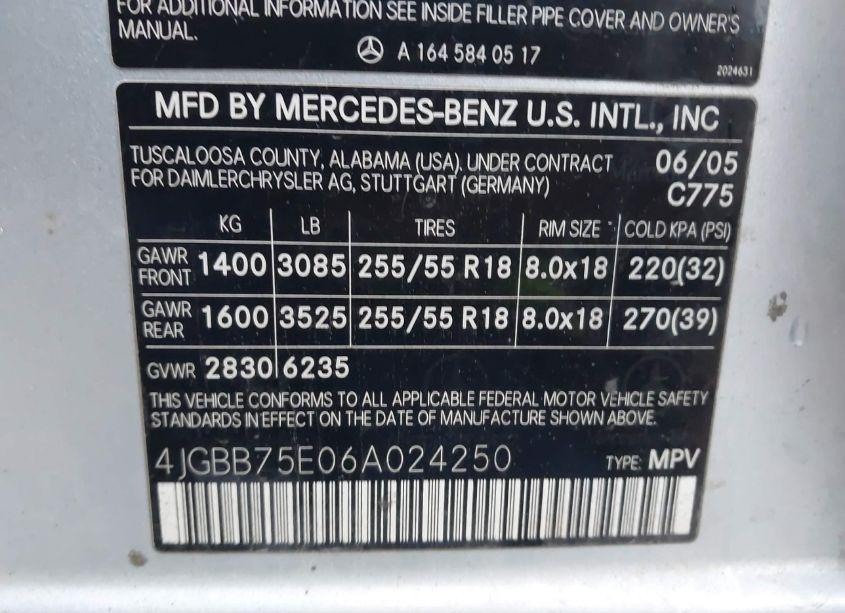 FOR ADDITIONAL INFORMATION SEE INSIDE FILLER PIPE COVER AND OWNER'S
MANUAL.
A 164 584 05 17
2024631
MFD BY MERCEDES-BENZ U.S. INTL., INC
TUSCALOOSA COUNTY, ALABAMA (USA), UNDER CONTRACT 06/05
FOR DAIMLERCHRYSLER AG, STUTTGART (GERMANY) C775
KG LB TIRES RIM SIZE COLD KPA (PSI)
GAWR FRONT 1400 3085 255/55 R18 8.0x18 220(32)
GAWR REAR 1600 3525 255/55 R18 8.0x18 270(39)
GVWR 2830 6235
THIS VEHICLE CONFORMS TO ALL APPLICABLE FEDERAL MOTOR VEHICLE SAFETY
STANDARDS IN EFFECT ON THE DATE OF MANUFACTURE SHOWN ABOVE.
4JGBB75E06A024250 TYPE: MPV